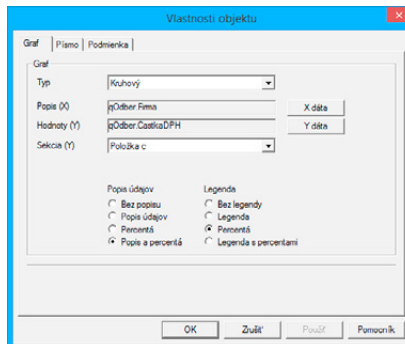 Vlastnosti objektu
Graf Písmo Podmienka
Graf
Typ Kruhový
Popis (X) qOdber.Firma X dáta
Hodnoty (Y) qOdber.CastkaDPH Y dáta
Sekcia (Y) Položka c
Popis údajov Legenda
Bez popisu Bez legendy
Popis údajov Legenda
Percentá Percentá
Popis a percentá Legenda s percentami
OK Zrušiť Použiť Pomocník